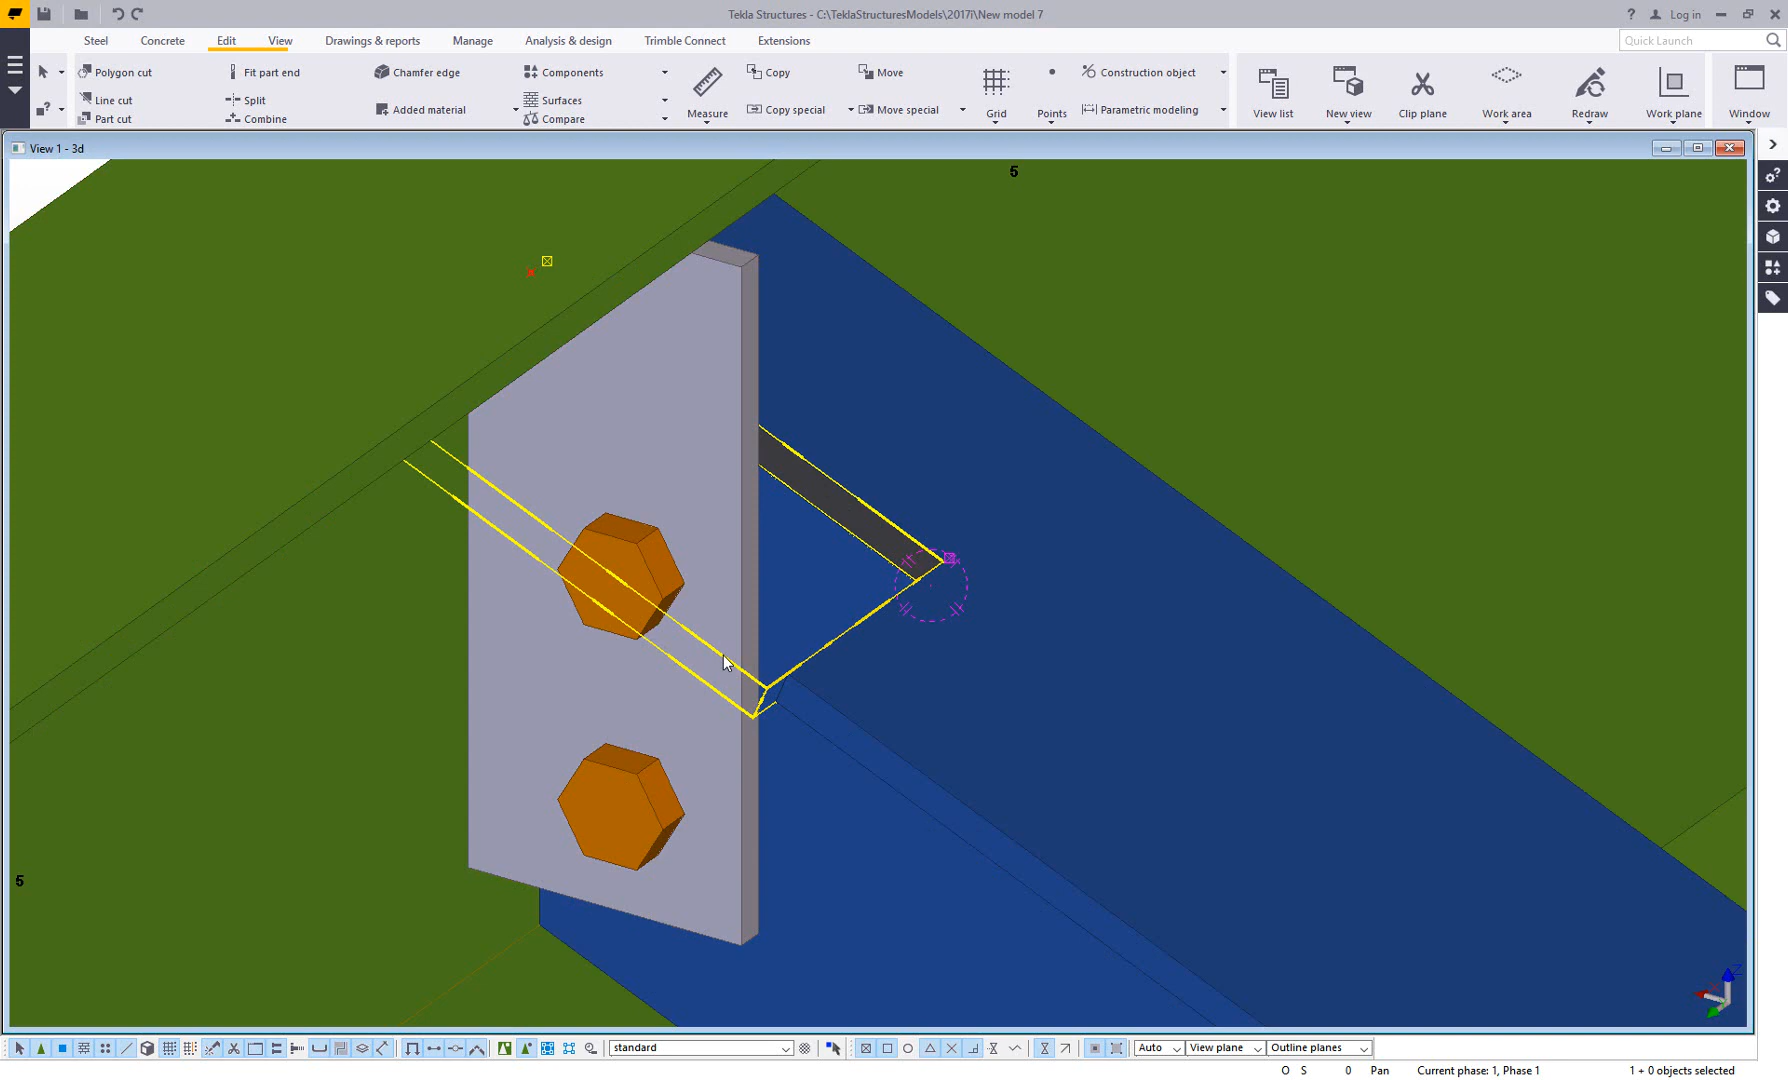 Tekla Structures - C:\TeklaStructuresModels\2017i\New model 7
? Log in
Steel Concrete Edit View Drawings & reports Manage Analysis & design Trimble Connect Extensions
Quick Launch
Polygon cut Fit part end Chamfer edge Components Copy Move Construction object
Line cut Split Surfaces
Part cut Combine Added material Compare Measure Copy special Move special Grid Points Parametric modeling View list New view Clip plane Work area Redraw Work plane Window
View 1 - 3d
5
5
Z
standard Auto View plane Outline planes
O S 0 Pan Current phase: 1, Phase 1 1 + 0 objects selected